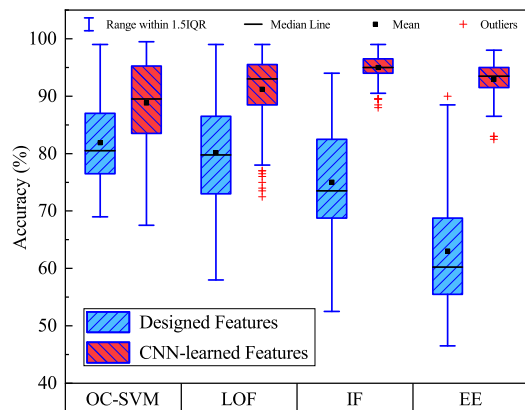 Range within 1.5IQR Median Line Mean Outliers
100
90
80
70
60
50
40
Accuracy (%)
Designed Features
CNN-learned Features
OC-SVM LOF IF EE